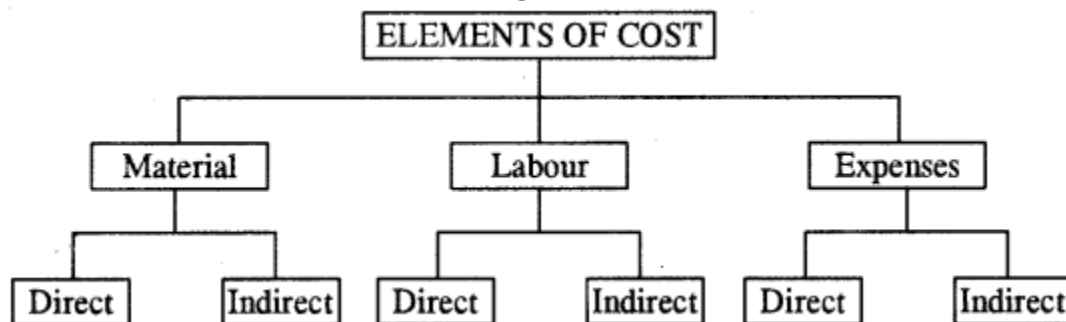 ELEMENTS OF COST
Material Labour Expenses
Direct Indirect Direct Indirect Direct Indirect